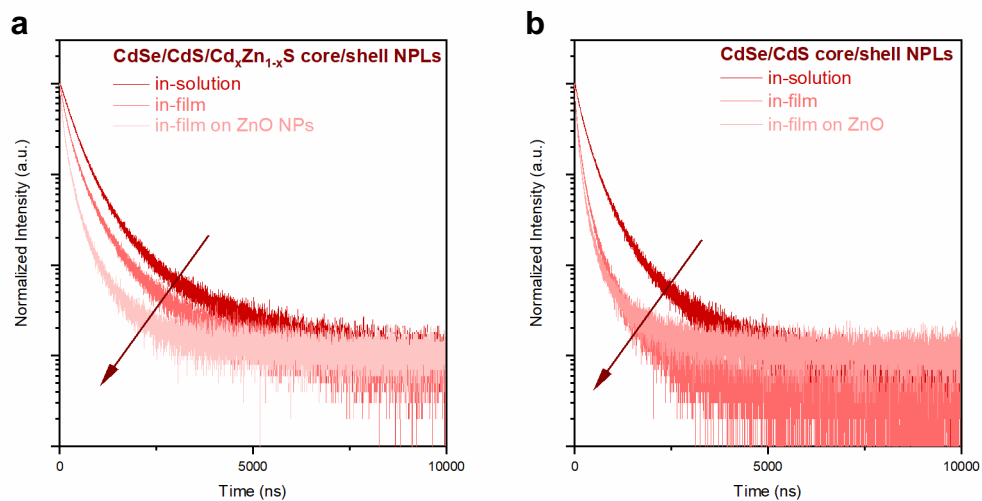 a
CdSe/CdS/CdxZn1-xS core/shell NPLs
in-solution
in-film
in-film on ZnO NPs
Normalized Intensity (a.u.)
0
5000
10000
Time (ns)
b
CdSe/CdS core/shell NPLs
in-solution
in-film
in-film on ZnO
Normalized Intensity (a.u.)
0
5000
10000
Time (ns)